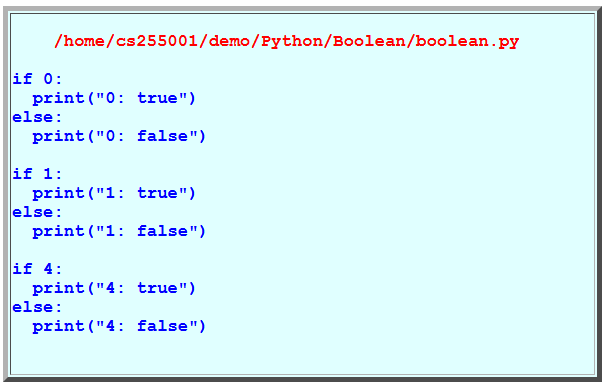 /home/cs255001/demo/Python/Boolean/boolean.py
if 0:
  print("0: true")
else:
  print("0: false")
if 1:
  print("1: true")
else:
  print("1: false")
if 4:
  print("4: true")
else:
  print("4: false")